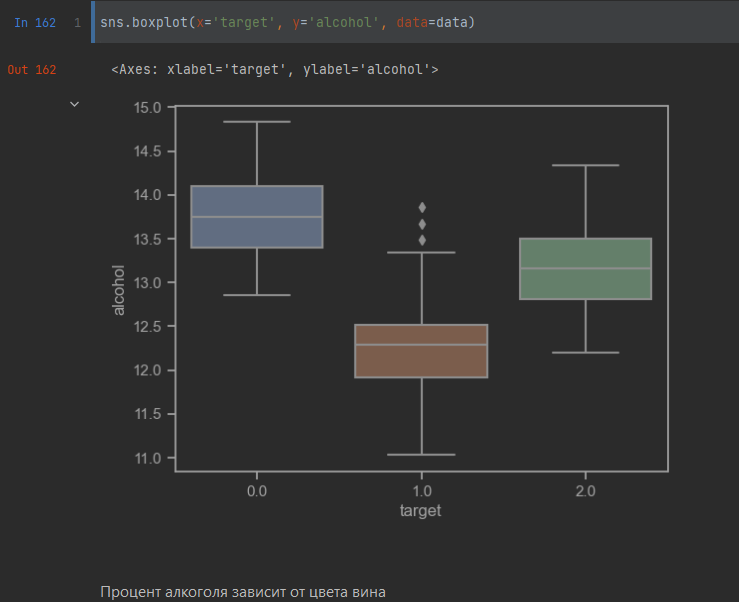 In 162 1 sns.boxplot(x='target', y='alcohol', data=data)
Out 162 <Axes: xlabel='target', ylabel='alcohol'>
15.0
14.5
14.0
13.5
13.0
12.5
12.0
11.5
11.0
alcohol
0.0 1.0 2.0
target
Процент алкоголя зависит от цвета вина